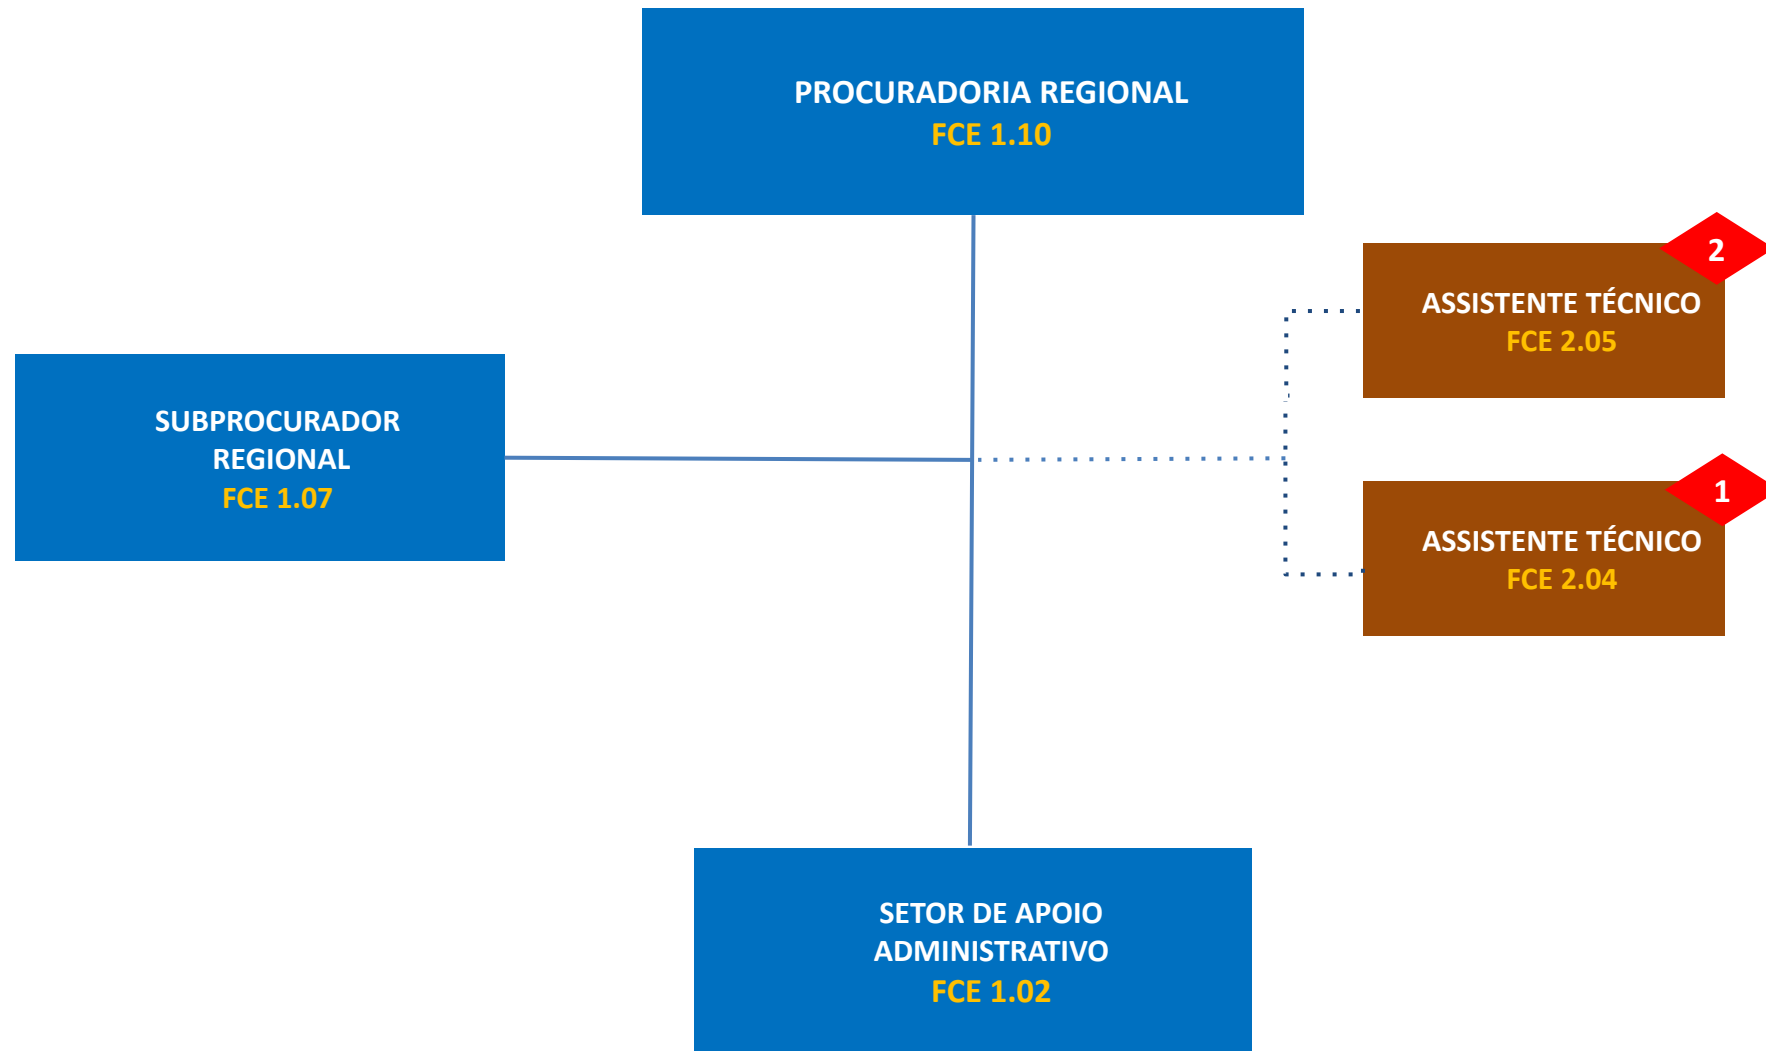 PROCURADORIA REGIONAL
FCE 1.10
2
ASSISTENTE TÉCNICO
FCE 2.05
SUBPROCURADOR
REGIONAL
FCE 1.07
1
ASSISTENTE TÉCNICO
FCE 2.04
SETOR DE APOIO
ADMINISTRATIVO
FCE 1.02